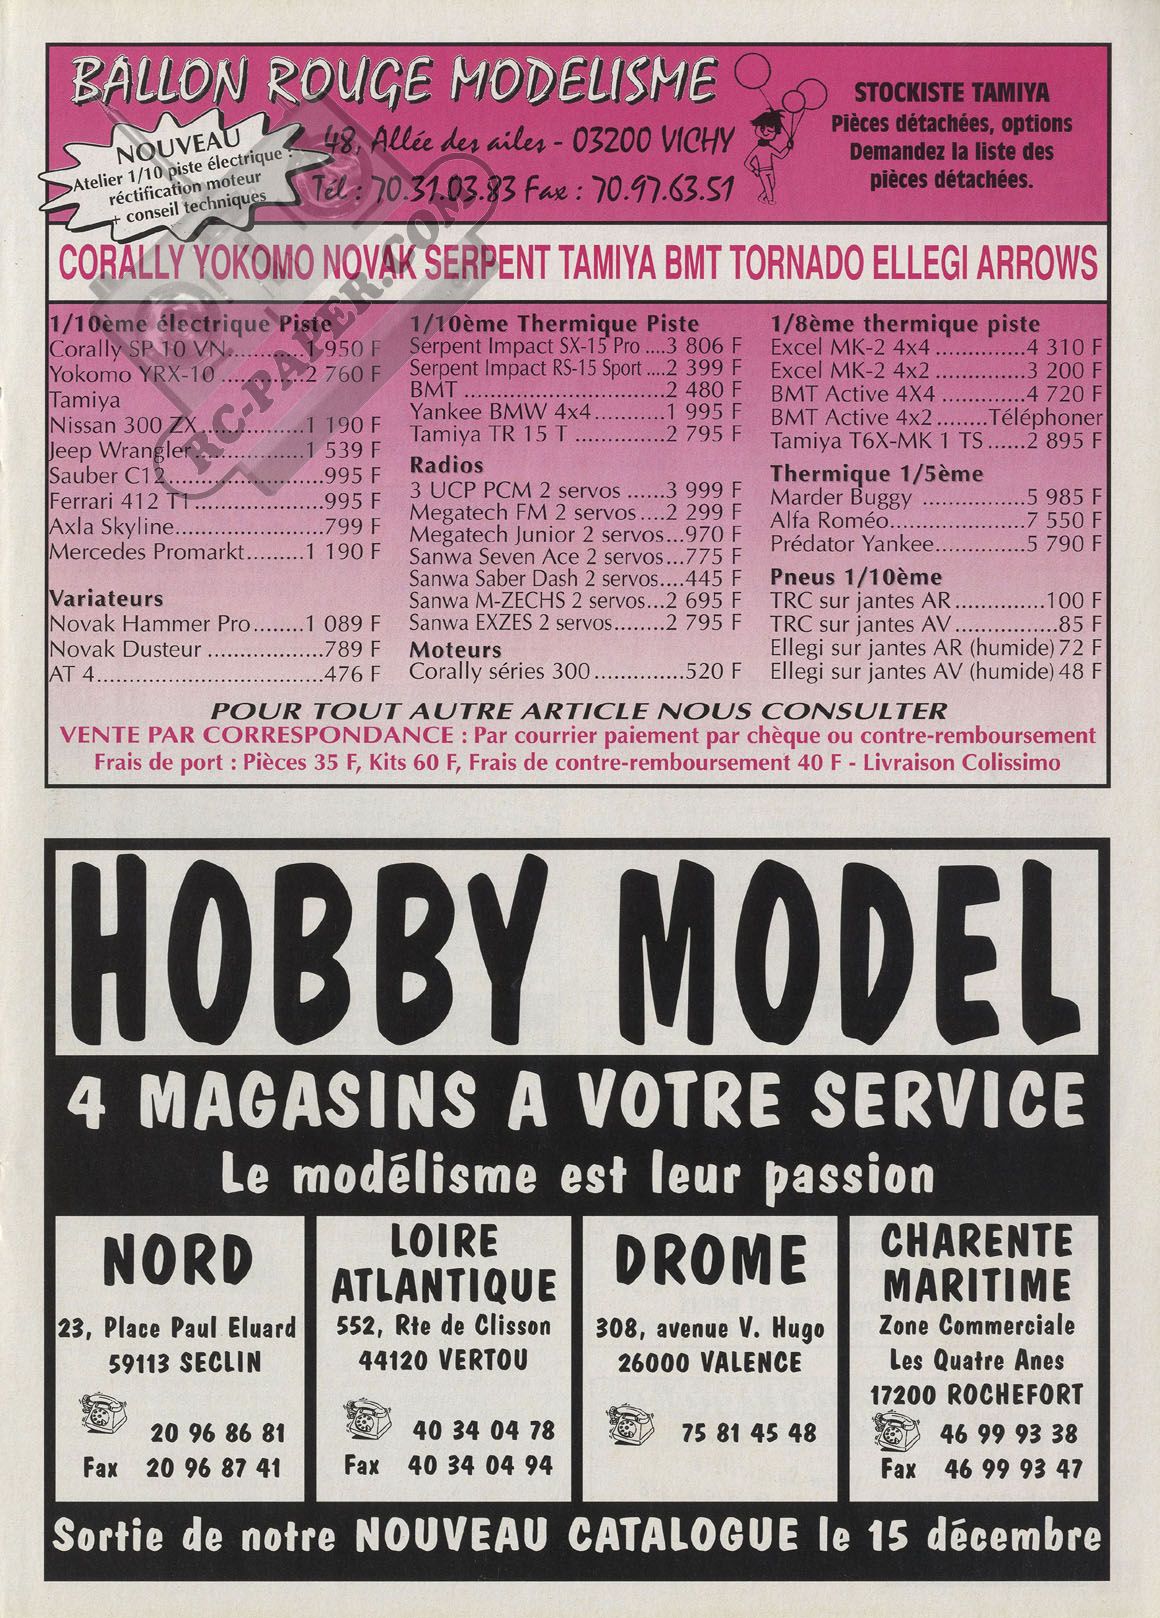 BALLON ROUGE MODELISME
48, Allée des ailes - 03200 VICHY
Tél : 70.31.03.83 Fax : 70.97.63.51
NOUVEAU
Atelier 1/10 piste électrique :
réctification moteur
+ conseil techniques
STOCKISTE TAMIYA
Pièces détachées, options
Demandez la liste des
pièces détachées.
CORALLY YOKOMO NOVAK SERPENT TAMIYA BMT TORNADO ELLEGI ARROWS
RC-PAPER.COM
1/10ème électrique Piste
Corally SP 10 VN............1 950 F
Yokomo YRX-10 .............2 760 F
Tamiya
Nissan 300 ZX................1 190 F
Jeep Wrangler................1 539 F
Sauber C12.......................995 F
Ferrari 412 T1...................995 F
Axla Skyline......................799 F
Mercedes Promarkt.........1 190 F
Variateurs
Novak Hammer Pro........1 089 F
Novak Dusteur .................789 F
AT 4..................................476 F
1/10ème Thermique Piste
Serpent Impact SX-15 Pro ....3 806 F
Serpent Impact RS-15 Sport ....2 399 F
BMT ..............................2 480 F
Yankee BMW 4x4...........1 995 F
Tamiya TR 15 T .............2 795 F
Radios
3 UCP PCM 2 servos ......3 999 F
Megatech FM 2 servos....2 299 F
Megatech Junior 2 servos...970 F
Sanwa Seven Ace 2 servos...775 F
Sanwa Saber Dash 2 servos....445 F
Sanwa M-ZECHS 2 servos...2 695 F
Sanwa EXZES 2 servos........2 795 F
Moteurs
Corally séries 300..............520 F
1/8ème thermique piste
Excel MK-2 4x4 ..............4 310 F
Excel MK-2 4x2 ..............3 200 F
BMT Active 4X4 .............4 720 F
BMT Active 4x2........Téléphoner
Tamiya T6X-MK 1 TS......2 895 F
Thermique 1/5ème
Marder Buggy ................5 985 F
Alfa Roméo.....................7 550 F
Prédator Yankee..............5 790 F
Pneus 1/10ème
TRC sur jantes AR..............100 F
TRC sur jantes AV................85 F
Ellegi sur jantes AR (humide) 72 F
Ellegi sur jantes AV (humide) 48 F
POUR TOUT AUTRE ARTICLE NOUS CONSULTER
VENTE PAR CORRESPONDANCE : Par courrier paiement par chèque ou contre-remboursement
Frais de port : Pièces 35 F, Kits 60 F, Frais de contre-remboursement 40 F - Livraison Colissimo
HOBBY MODEL
4 MAGASINS A VOTRE SERVICE
Le modélisme est leur passion
NORD
23, Place Paul Eluard
59113 SECLIN
20 96 86 81
Fax 20 96 87 41
LOIRE
ATLANTIQUE
552, Rte de Clisson
44120 VERTOU
40 34 04 78
Fax 40 34 04 94
DROME
308, avenue V. Hugo
26000 VALENCE
75 81 45 48
CHARENTE
MARITIME
Zone Commerciale
Les Quatre Anes
17200 ROCHEFORT
46 99 93 38
Fax 46 99 93 47
Sortie de notre NOUVEAU CATALOGUE le 15 décembre